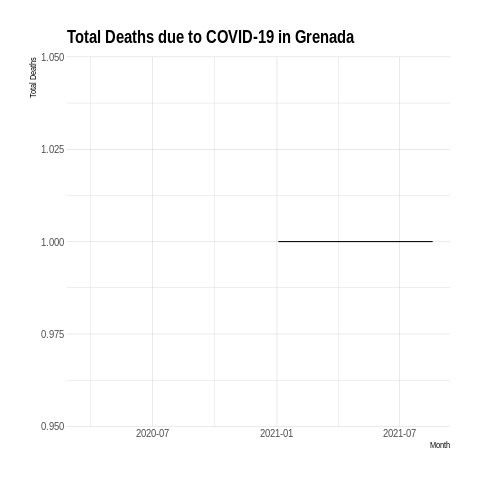 Total Deaths due to COVID-19 in Grenada
Total Deaths
1.050
1.025
1.000
0.975
0.950
2020-07 2021-01 2021-07
Month